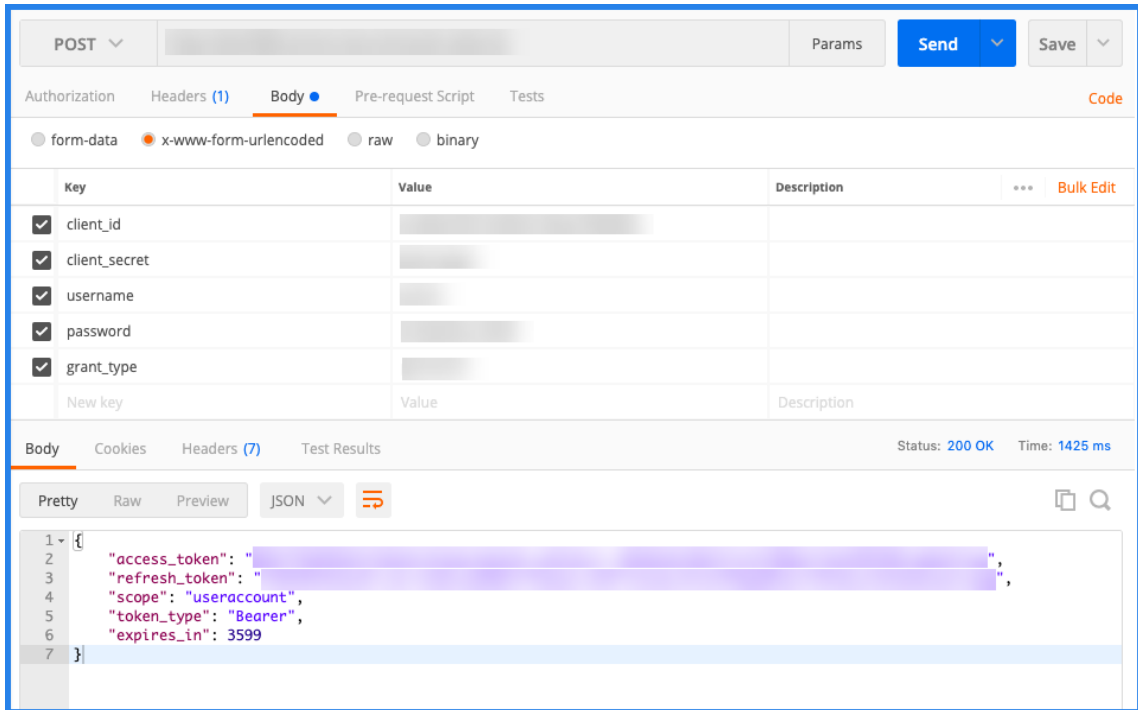 POST Params Send Save
Authorization Headers (1) Body Pre-request Script Tests Code
form-data x-www-form-urlencoded raw binary
Key Value Description ••• Bulk Edit
client_id
client_secret
username
password
grant_type
New key Value Description
Body Cookies Headers (7) Test Results Status: 200 OK Time: 1425 ms
Pretty Raw Preview JSON
1 {
2 "access_token": "",
3 "refresh_token": "",
4 "scope": "useraccount",
5 "token_type": "Bearer",
6 "expires_in": 3599
7 }